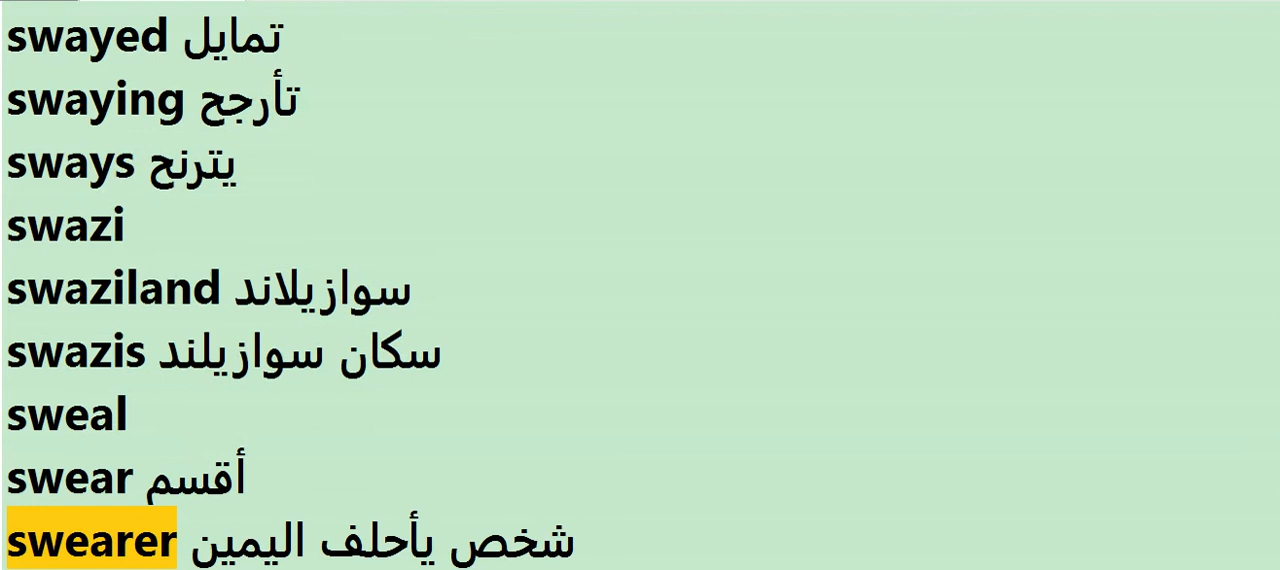 swayed تمايل
swaying تأرجح
sways يترنح
swazi
swaziland سوازيلاند
swazis سكان سوازيلند
sweal
swear أقسم
swearer شخص يأحلف اليمين